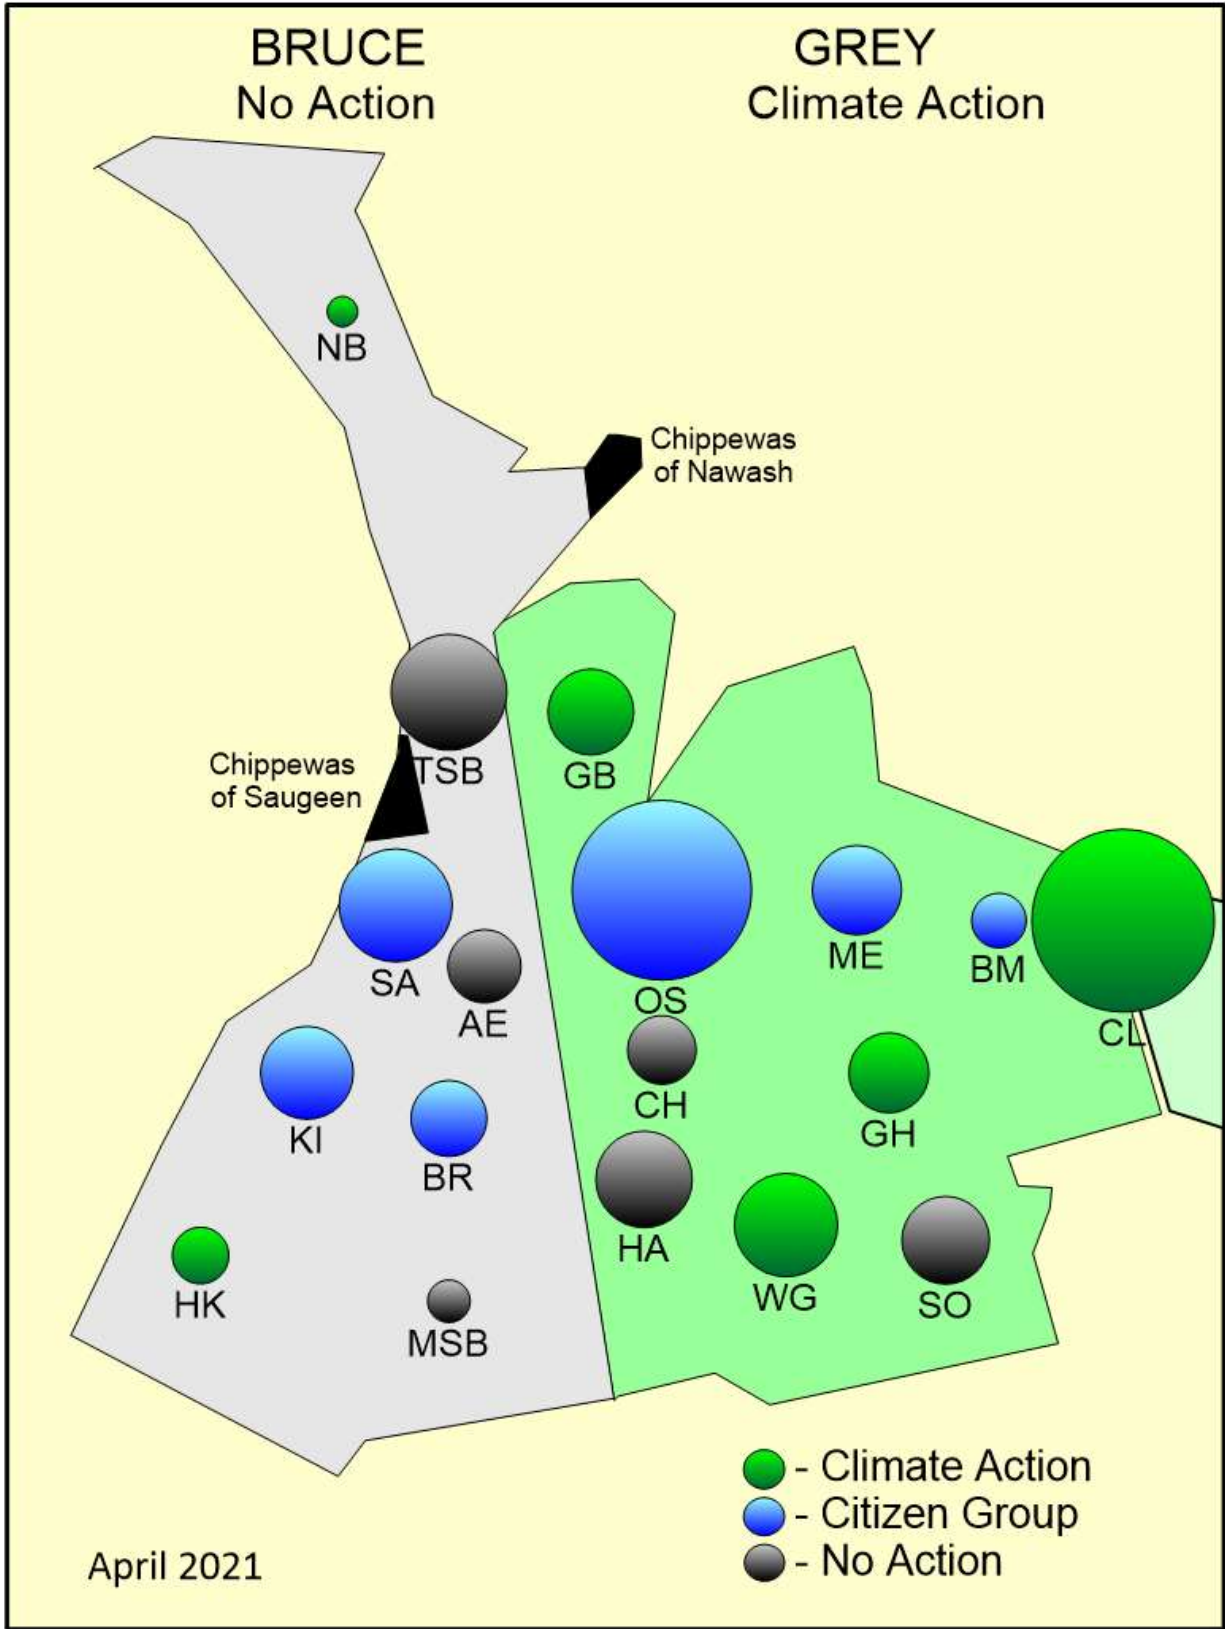 BRUCE
No Action
GREY
Climate Action
NB
Chippewas
of Nawash
Chippewas
of Saugeen
TSB
GB
SA
AE
OS
ME
BM
CL
KI
BR
CH
GH
HK
MSB
HA
WG
SO
- Climate Action
- Citizen Group
- No Action
April 2021